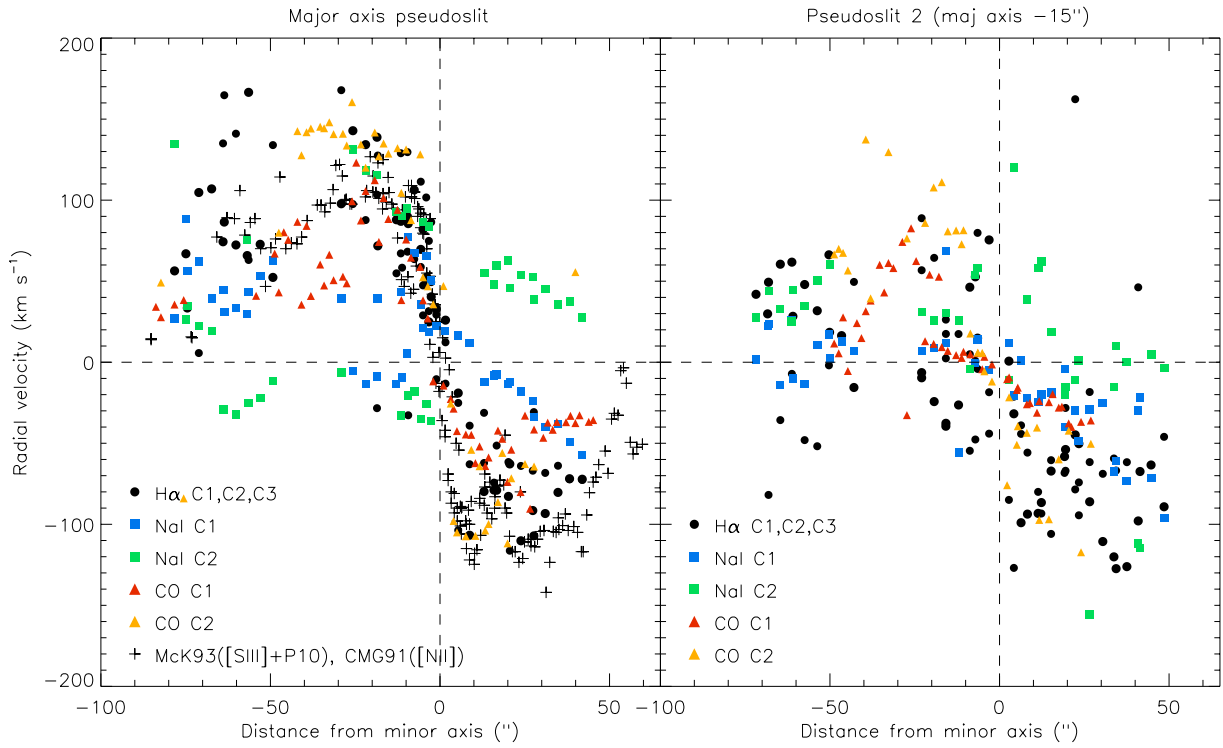 Major axis pseudoslit
Pseudoslit 2 (maj axis −15")
200
100
0
−100
−200
Radial velocity (km s⁻¹)
Hα C1,C2,C3
NaI C1
NaI C2
CO C1
CO C2
McK93([SIII]+P10), CMG91([NII])
Hα C1,C2,C3
NaI C1
NaI C2
CO C1
CO C2
−100 −50 0 50 −100 −50 0 50
Distance from minor axis (")
Distance from minor axis (")